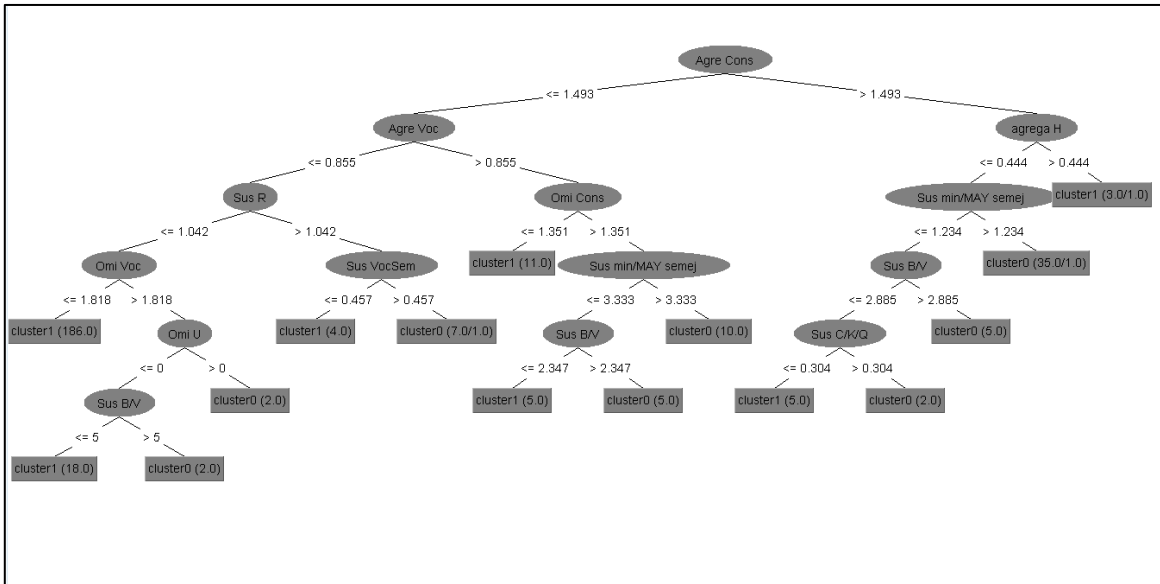 Agre Cons
<= 1.493 > 1.493
Agre Voc agrega H
<= 0.855 > 0.855 <= 0.444 > 0.444
Sus R Omi Cons Sus min/MAY semej cluster1 (3.0/1.0)
<= 1.042 > 1.042 <= 1.351 > 1.351 <= 1.234 > 1.234
Omi Voc Sus VocSem cluster1 (11.0) Sus min/MAY semej Sus B/V cluster0 (35.0/1.0)
<= 1.818 > 1.818 <= 0.457 > 0.457 <= 3.333 > 3.333 <= 2.885 > 2.885
cluster1 (186.0) Omi U cluster1 (4.0) cluster0 (7.0/1.0) Sus B/V cluster0 (10.0) Sus C/K/Q cluster0 (5.0)
<= 0 > 0 <= 2.347 > 2.347 <= 0.304 > 0.304
Sus B/V cluster0 (2.0) cluster1 (5.0) cluster0 (5.0) cluster1 (5.0) cluster0 (2.0)
<= 5 > 5
cluster1 (18.0) cluster0 (2.0)